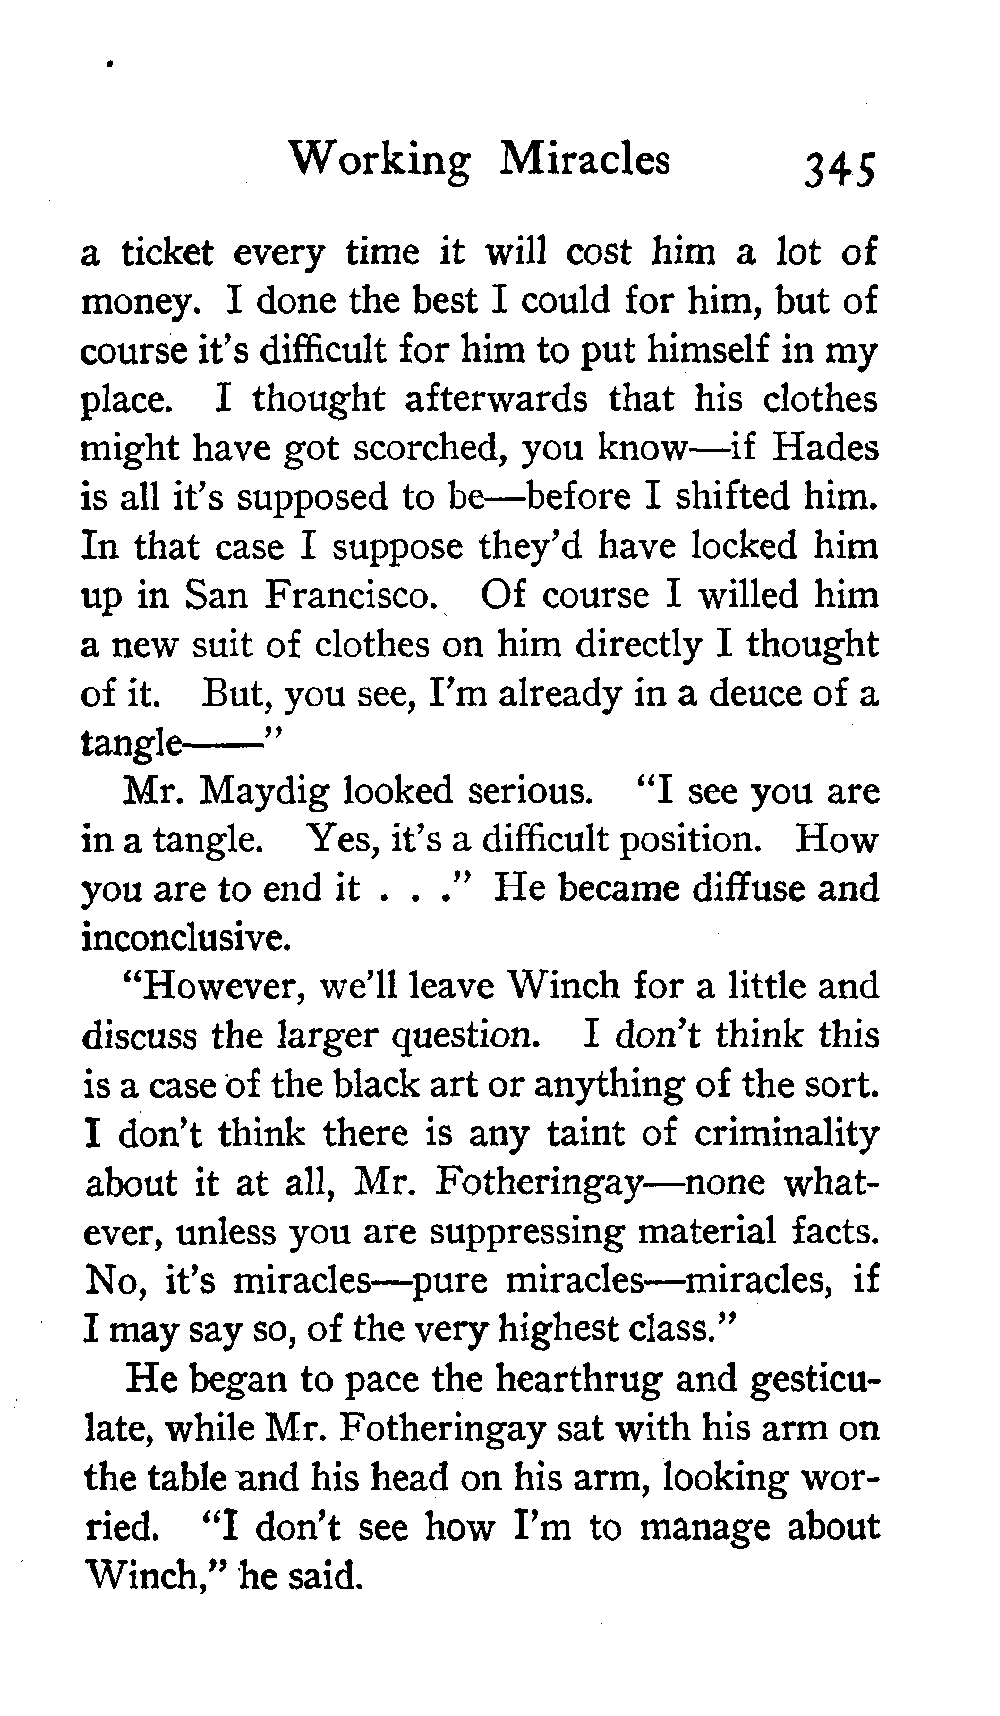 Working Miracles 345
a ticket every time it will cost him a lot of
money. I done the best I could for him, but of
course it's difficult for him to put himself in my
place. I thought afterwards that his clothes
might have got scorched, you know—if Hades
is all it's supposed to be—before I shifted him.
In that case I suppose they'd have locked him
up in San Francisco. Of course I willed him
a new suit of clothes on him directly I thought
of it. But, you see, I'm already in a deuce of a
tangle——"
Mr. Maydig looked serious. "I see you are
in a tangle. Yes, it's a difficult position. How
you are to end it . . ." He became diffuse and
inconclusive.
"However, we'll leave Winch for a little and
discuss the larger question. I don't think this
is a case of the black art or anything of the sort.
I don't think there is any taint of criminality
about it at all, Mr. Fotheringay—none what-
ever, unless you are suppressing material facts.
No, it's miracles—pure miracles—miracles, if
I may say so, of the very highest class."
He began to pace the hearthrug and gesticu-
late, while Mr. Fotheringay sat with his arm on
the table and his head on his arm, looking wor-
ried. "I don't see how I'm to manage about
Winch," he said.